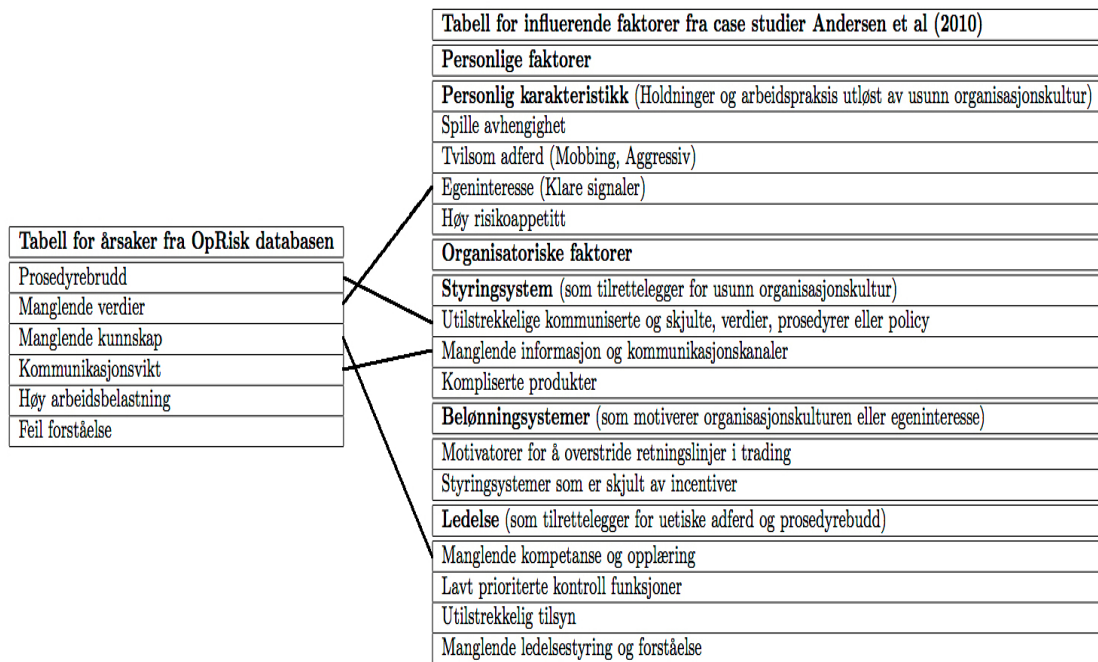 Tabell for årsaker fra OpRisk databasen
Prosedyrebrudd
Manglende verdier
Manglende kunnskap
Kommunikasjonsvikt
Høy arbeidsbelastning
Feil forståelse
Tabell for influerende faktorer fra case studier Andersen et al (2010)
Personlige faktorer
Personlig karakteristikk (Holdninger og arbeidspraksis utløst av usunn organisasjonskultur)
Spille avhengighet
Tvilsom adferd (Mobbing, Aggressiv)
Egeninteresse (Klare signaler)
Høy risikoappetitt
Organisatoriske faktorer
Styringsystem (som tilrettelegger for usunn organisasjonskultur)
Utilstrekkelige kommuniserte og skjulte, verdier, prosedyrer eller policy
Manglende informasjon og kommunikasjonskanaler
Kompliserte produkter
Belønningsystemer (som motiverer organisasjonskulturen eller egeninteresse)
Motivatorer for å overstride retningslinjer i trading
Styringsystemer som er skjult av incentiver
Ledelse (som tilrettelegger for uetiske adferd og prosedyrebudd)
Manglende kompetanse og opplæring
Lavt prioriterte kontroll funksjoner
Utilstrekkelig tilsyn
Manglende ledelsestyring og forståelse